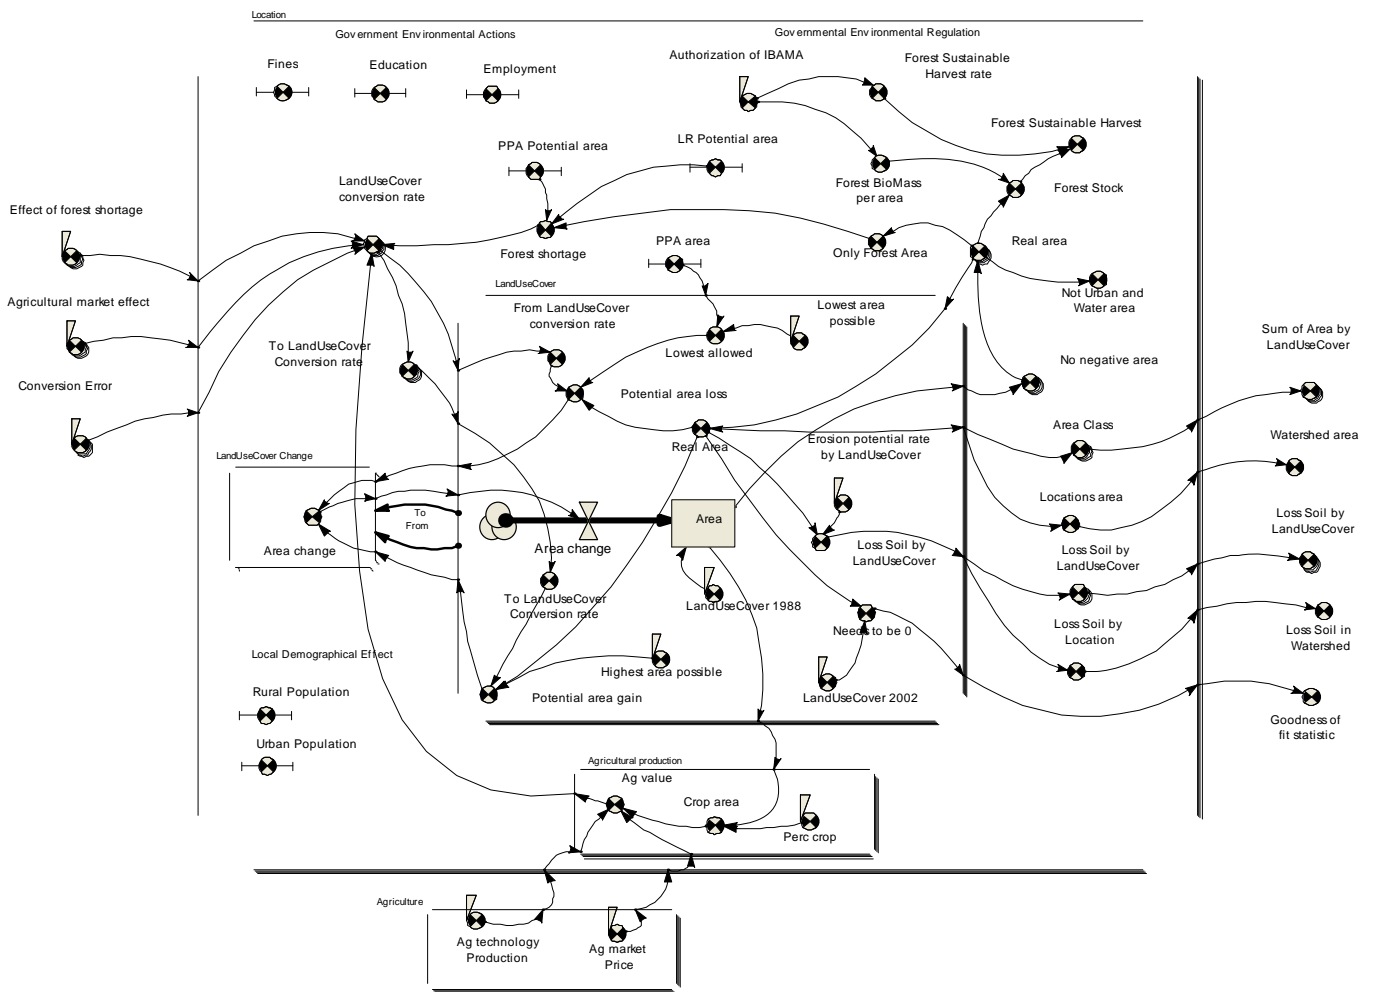 Location
Government Environmental Actions
Governmental Environmental Regulation
Fines
Education
Employment
Authorization of IBAMA
Forest Sustainable
Harvest rate
Forest Sustainable Harvest
PPA Potential area
LR Potential area
LandUseCover
conversion rate
Forest BioMass
per area
Forest Stock
Effect of forest shortage
Forest shortage
PPA area
Only Forest Area
Real area
Not Urban and
Water area
LandUseCover
Agricultural market effect
From LandUseCover
conversion rate
Lowest area
possible
To LandUseCover
Conversion rate
Lowest allowed
No negative area
Sum of Area by
LandUseCover
Conversion Error
Potential area loss
Real Area
Erosion potential rate
by LandUseCover
Area Class
Watershed area
LandUseCover Change
Locations area
To
From
Area
Area change
Area change
Loss Soil by
LandUseCover
Loss Soil by
LandUseCover
Loss Soil by
LandUseCover
To LandUseCover
Conversion rate
LandUseCover 1988
Needs to be 0
Loss Soil by
Location
Loss Soil in
Watershed
Local Demographical Effect
Highest area possible
Rural Population
Potential area gain
LandUseCover 2002
Goodness of
fit statistic
Urban Population
Agricultural production
Ag value
Crop area
Perc crop
Agriculture
Ag technology
Production
Ag market
Price